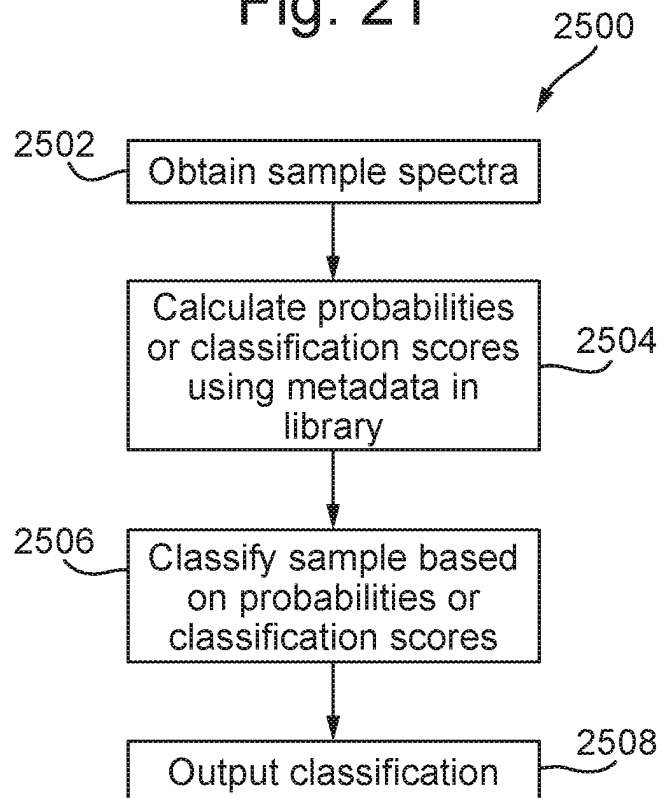 Fig. 21
2500
2502
Obtain sample spectra
Calculate probabilities
or classification scores
using metadata in
library
2504
2506
Classify sample based
on probabilities or
classification scores
Output classification
2508